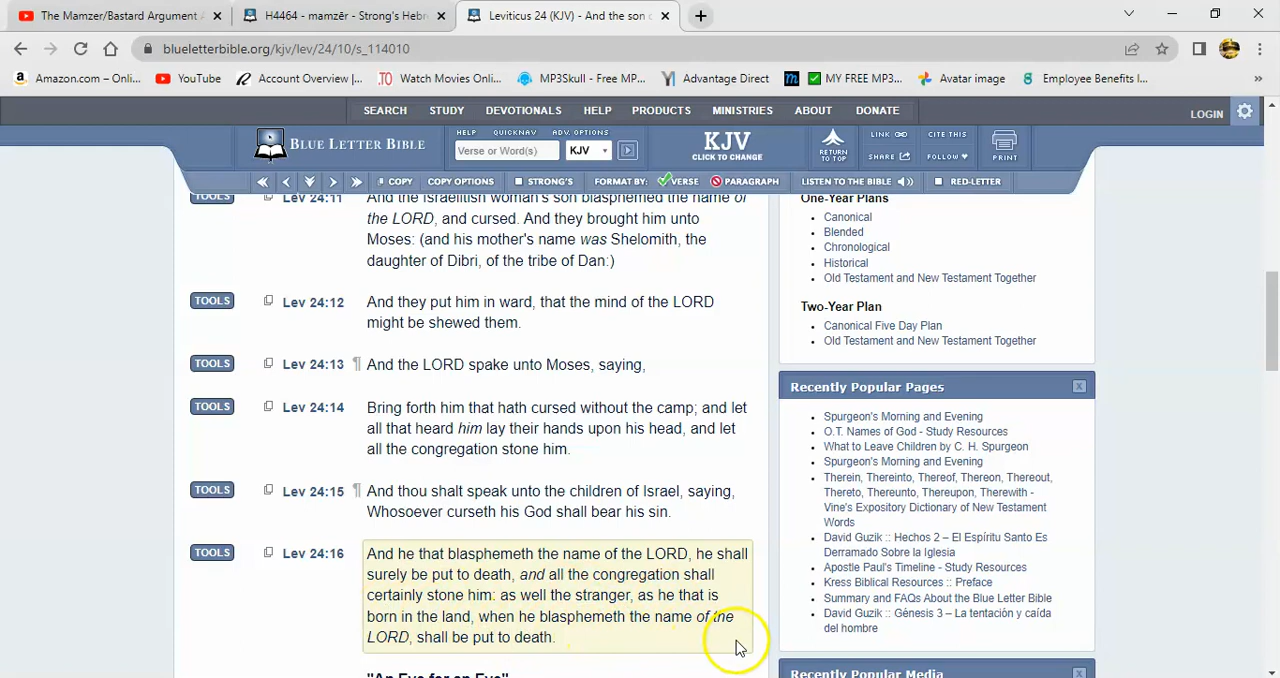 The Mamzer/Bastard Argument
H4464 - mamzēr - Strong's Hebr
Leviticus 24 (KJV) - And the son o
blueletterbible.org/kjv/lev/24/10/s_114010
Amazon.com – Onli...
YouTube
Account Overview |...
Watch Movies Onlin...
MP3Skull - Free MP...
Advantage Direct
MY FREE MP3...
Avatar image
Employee Benefits I...
SEARCH STUDY DEVOTIONALS HELP PRODUCTS MINISTRIES ABOUT DONATE
LOGIN
BLUE LETTER BIBLE
HELP QUICKNAV ADV. OPTIONS
Verse or Word(s) KJV
KJV
CLICK TO CHANGE
RETURN
TO TOP
LINK
SHARE
CITE THIS
FOLLOW
PRINT
COPY COPY OPTIONS STRONG'S FORMAT BY: VERSE PARAGRAPH LISTEN TO THE BIBLE RED-LETTER
TOOLS Lev 24:11 And the Israelitish woman's son blasphemed the name of
the LORD, and cursed. And they brought him unto
Moses: (and his mother's name was Shelomith, the
daughter of Dibri, of the tribe of Dan:)
TOOLS Lev 24:12 And they put him in ward, that the mind of the LORD
might be shewed them.
TOOLS Lev 24:13 ¶ And the LORD spake unto Moses, saying,
TOOLS Lev 24:14 Bring forth him that hath cursed without the camp; and let
all that heard him lay their hands upon his head, and let
all the congregation stone him.
TOOLS Lev 24:15 ¶ And thou shalt speak unto the children of Israel, saying,
Whosoever curseth his God shall bear his sin.
TOOLS Lev 24:16 And he that blasphemeth the name of the LORD, he shall
surely be put to death, and all the congregation shall
certainly stone him: as well the stranger, as he that is
born in the land, when he blasphemeth the name of the
LORD, shall be put to death.
"An Eye for an Eye"
One-Year Plans
Canonical
Blended
Chronological
Historical
Old Testament and New Testament Together
Two-Year Plan
Canonical Five Day Plan
Old Testament and New Testament Together
Recently Popular Pages
Spurgeon's Morning and Evening
O.T. Names of God - Study Resources
What to Leave Children by C. H. Spurgeon
Spurgeon's Morning and Evening
Therein, Thereinto, Thereof, Thereon, Thereout,
Thereto, Thereunto, Thereupon, Therewith -
Vine's Expository Dictionary of New Testament
Words
David Guzik :: Hechos 2 – El Espíritu Santo Es
Derramado Sobre la Iglesia
Apostle Paul's Timeline - Study Resources
Kress Biblical Resources :: Preface
Summary and FAQs About the Blue Letter Bible
David Guzik :: Génesis 3 – La tentación y caída
del hombre
Recently Popular Media